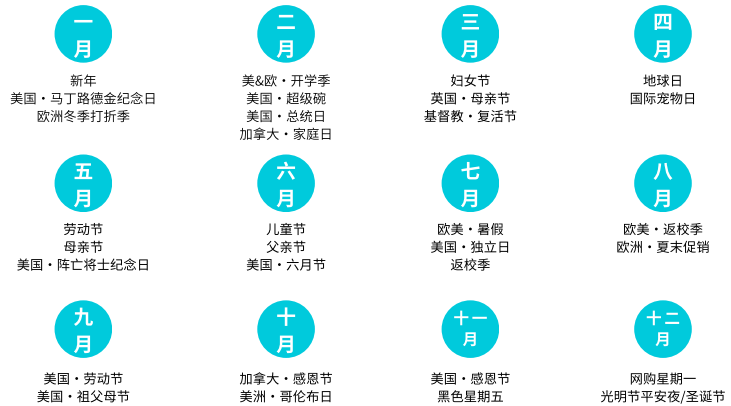 一月
新年
美国·马丁路德金纪念日
欧洲冬季打折季
二月
美&欧·开学季
美国·超级碗
美国·总统日
加拿大·家庭日
三月
妇女节
英国·母亲节
基督教·复活节
四月
地球日
国际宠物日
五月
劳动节
母亲节
美国·阵亡将士纪念日
六月
儿童节
父亲节
美国·六月节
七月
欧美·暑假
美国·独立日
返校季
八月
欧美·返校季
欧洲·夏末促销
九月
美国·劳动节
美国·祖父母节
十月
加拿大·感恩节
美洲·哥伦布日
十一月
美国·感恩节
黑色星期五
十二月
网购星期一
光明节平安夜/圣诞节